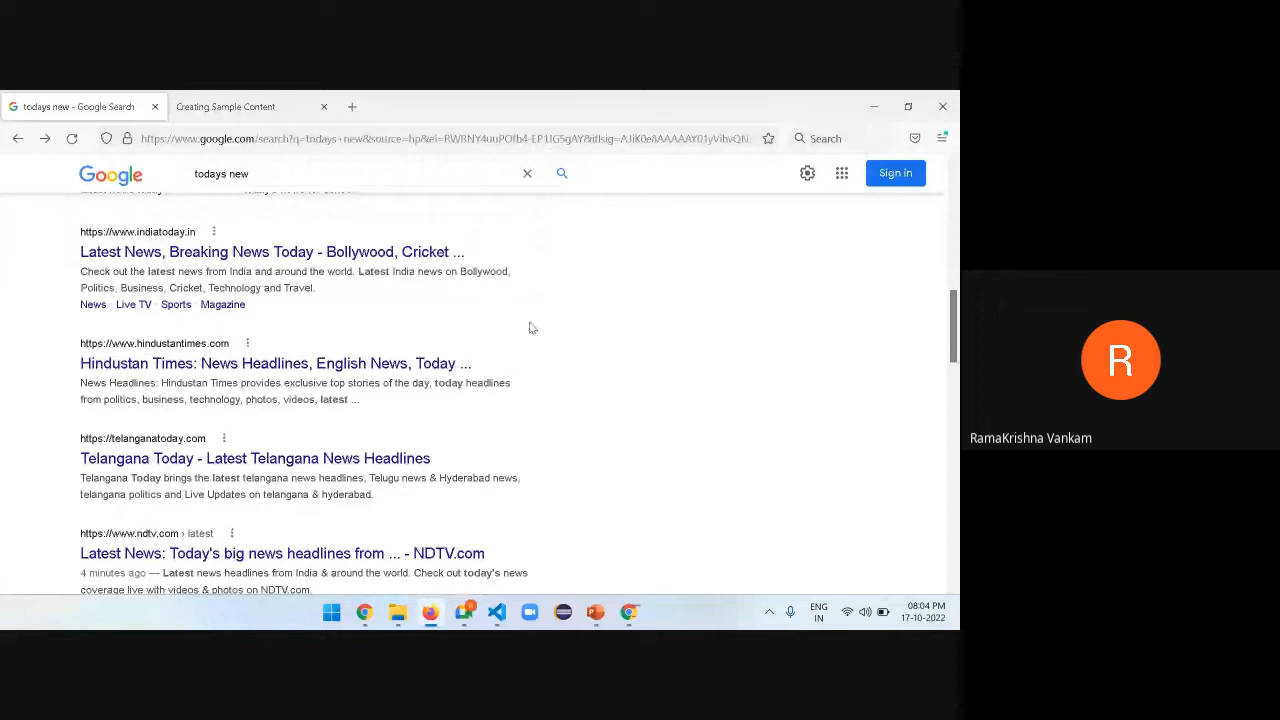 todays new - Google Search
Creating Sample Content
Search
Google
todays new
Sign in
https://www.indiatoday.in
Latest News, Breaking News Today - Bollywood, Cricket ...
Check out the latest news from India and around the world. Latest India news on Bollywood,
Politics, Business, Cricket, Technology and Travel.
News Live TV Sports Magazine
https://www.hindustantimes.com
Hindustan Times: News Headlines, English News, Today ...
News Headlines: Hindustan Times provides exclusive top stories of the day, today headlines
from politics, business, technology, photos, videos, latest ...
https://telanganatoday.com
Telangana Today - Latest Telangana News Headlines
Telangana Today brings the latest telangana news headlines, Telugu news & Hyderabad news,
telangana politics and Live Updates on telangana & hyderabad.
https://www.ndtv.com › latest
Latest News: Today's big news headlines from ... - NDTV.com
4 minutes ago — Latest news headlines from India & around the world. Check out today's news
coverage live with videos & photos on NDTV.com.
ENG
IN
08:04 PM
17-10-2022
R
RamaKrishna Vankam